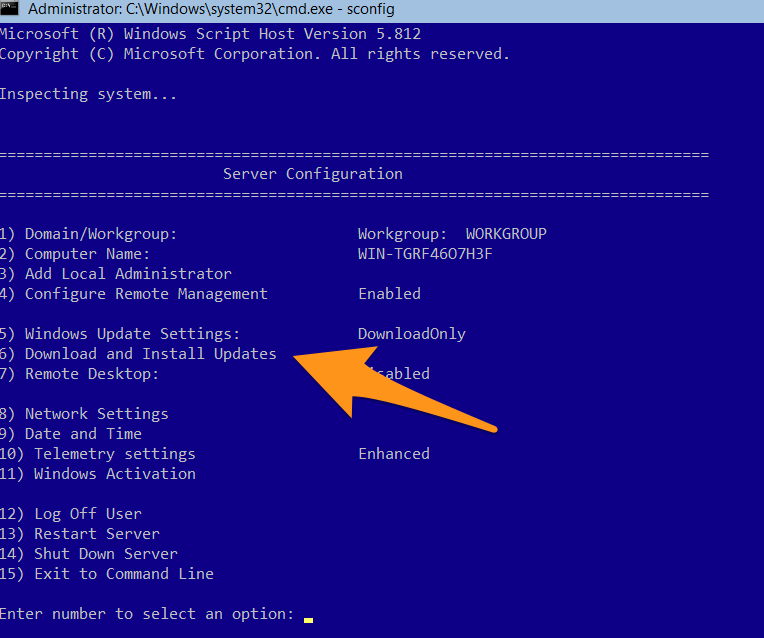 Administrator: C:\Windows\system32\cmd.exe - sconfig
Microsoft (R) Windows Script Host Version 5.812
Copyright (C) Microsoft Corporation. All rights reserved.
Inspecting system...
===============================================================================
Server Configuration
===============================================================================
1) Domain/Workgroup: Workgroup: WORKGROUP
2) Computer Name: WIN-TGRF46O7H3F
3) Add Local Administrator
4) Configure Remote Management Enabled
5) Windows Update Settings: DownloadOnly
6) Download and Install Updates
7) Remote Desktop: Disabled
8) Network Settings
9) Date and Time
10) Telemetry settings Enhanced
11) Windows Activation
12) Log Off User
13) Restart Server
14) Shut Down Server
15) Exit to Command Line
Enter number to select an option: